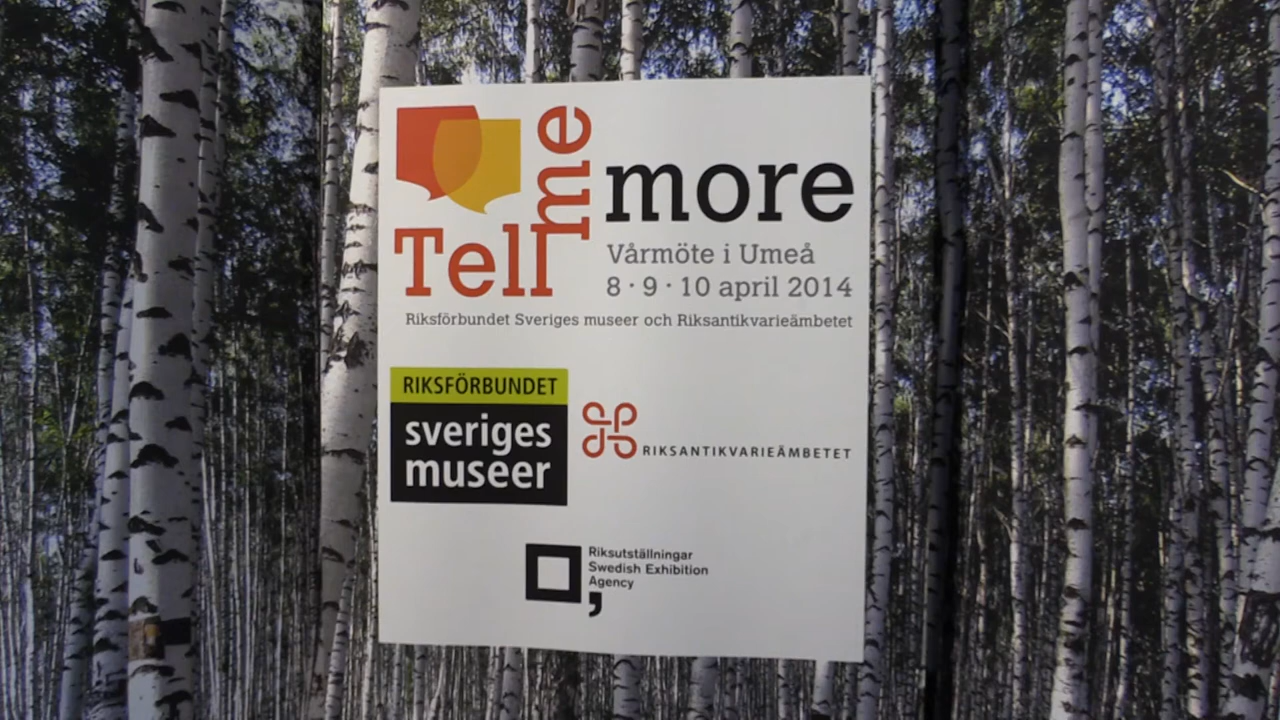 Tell me more
Vårmöte i Umeå
8 · 9 · 10 april 2014
Riksförbundet Sveriges museer och Riksantikvarieämbetet
RIKSFÖRBUNDET
sveriges
museer
RIKSANTIKVARIEÄMBETET
Riksutställningar
Swedish Exhibition
Agency